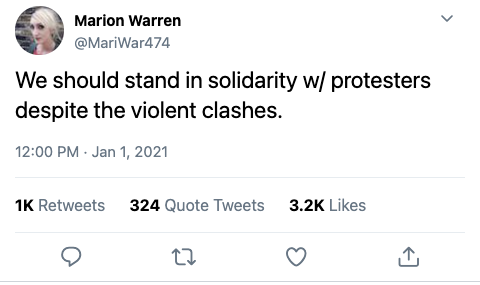 Marion Warren
@MariWar474
We should stand in solidarity w/ protesters
despite the violent clashes.
12:00 PM · Jan 1, 2021
1K Retweets 324 Quote Tweets 3.2K Likes